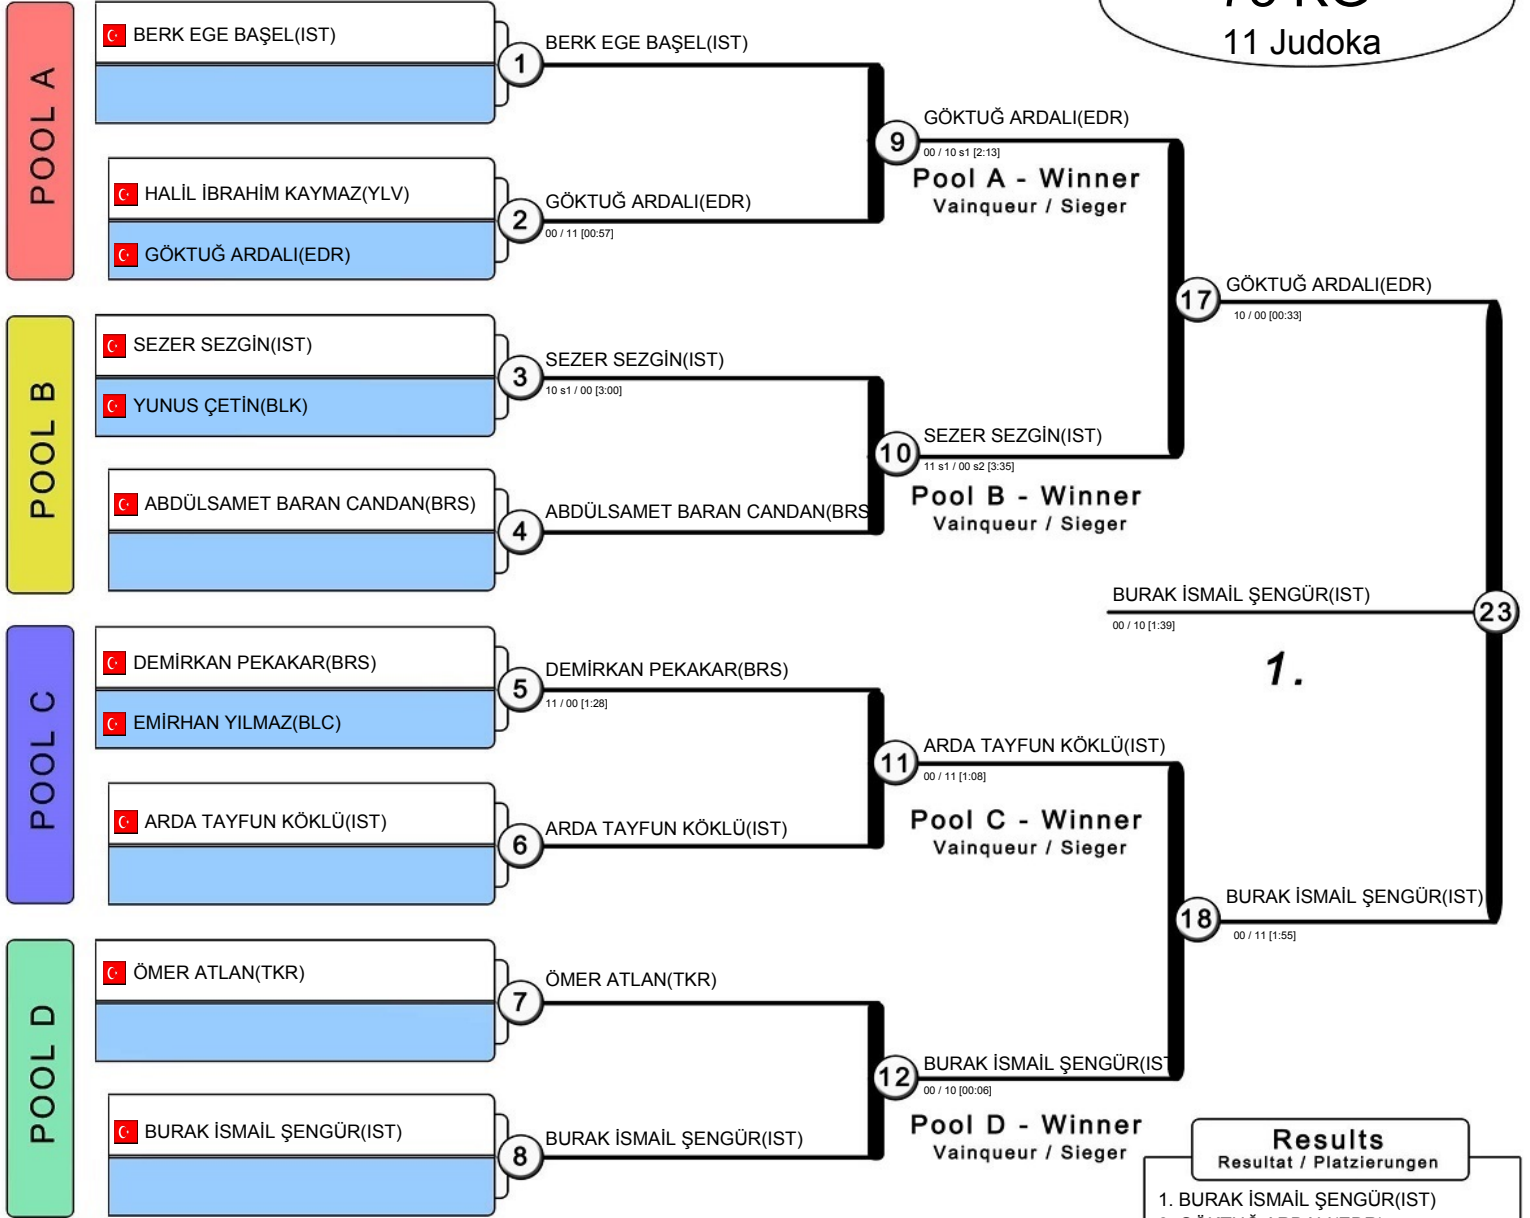 11 Judoka
POOL A
BERK EGE BAŞEL(IST)
1
BERK EGE BAŞEL(IST)
HALİL İBRAHİM KAYMAZ(YLV)
GÖKTUĞ ARDALI(EDR)
2
GÖKTUĞ ARDALI(EDR)
00 / 11 [00:57]
9
GÖKTUĞ ARDALI(EDR)
00 / 10 s1 [2:13]
Pool A - Winner
Vainqueur / Sieger
POOL B
SEZER SEZGİN(IST)
YUNUS ÇETİN(BLK)
3
SEZER SEZGİN(IST)
10 s1 / 00 [3:00]
ABDÜLSAMET BARAN CANDAN(BRS)
4
ABDÜLSAMET BARAN CANDAN(BRS
10
SEZER SEZGİN(IST)
11 s1 / 00 s2 [3:35]
Pool B - Winner
Vainqueur / Sieger
17
GÖKTUĞ ARDALI(EDR)
10 / 00 [00:33]
POOL C
DEMİRKAN PEKAKAR(BRS)
EMİRHAN YILMAZ(BLC)
5
DEMİRKAN PEKAKAR(BRS)
11 / 00 [1:28]
ARDA TAYFUN KÖKLÜ(IST)
6
ARDA TAYFUN KÖKLÜ(IST)
11
ARDA TAYFUN KÖKLÜ(IST)
00 / 11 [1:08]
Pool C - Winner
Vainqueur / Sieger
POOL D
ÖMER ATLAN(TKR)
7
ÖMER ATLAN(TKR)
BURAK İSMAİL ŞENGÜR(IST)
8
BURAK İSMAİL ŞENGÜR(IST)
12
BURAK İSMAİL ŞENGÜR(IST
00 / 10 [00:06]
Pool D - Winner
Vainqueur / Sieger
18
BURAK İSMAİL ŞENGÜR(IST)
00 / 11 [1:55]
BURAK İSMAİL ŞENGÜR(IST)
23
00 / 10 [1:39]
1.
Results
Resultat / Platzierungen
1. BURAK İSMAİL ŞENGÜR(IST)